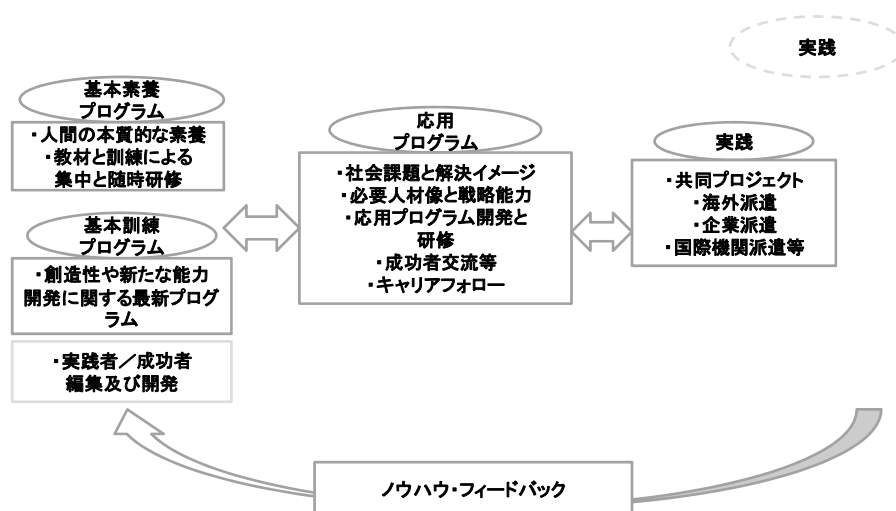 実践
基本素養
プログラム
・人間の本質的な素養
・教材と訓練による
集中と随時研修
基本訓練
プログラム
・創造性や新たな能力
開発に関する最新プログ
ラム
・実践者／成功者
編集及び開発
応用
プログラム
・社会課題と解決イメージ
・必要人材像と戦略能力
・応用プログラム開発と
研修
・成功者交流等
・キャリアフォロー
実践
・共同プロジェクト
・海外派遣
・企業派遣
・国際機関派遣等
ノウハウ・フィードバック